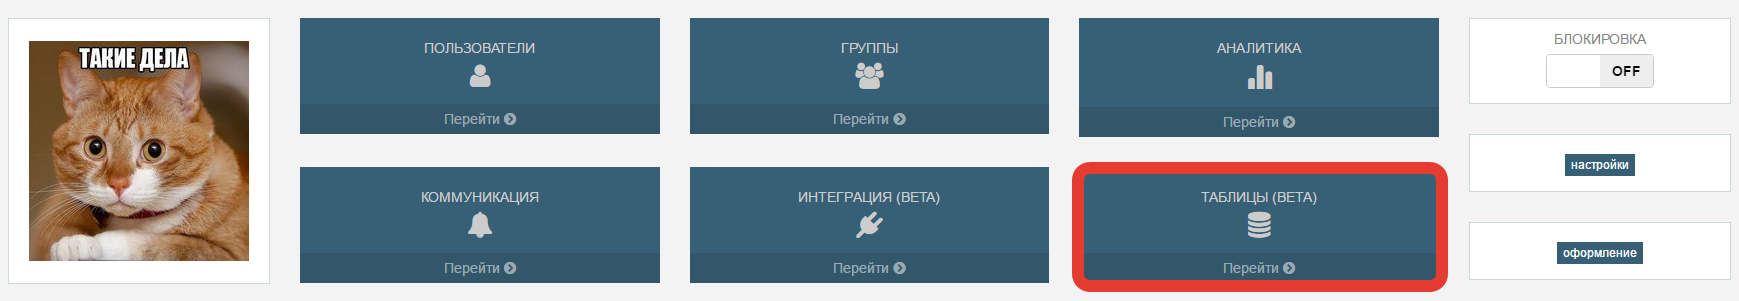 ТАКИЕ ДЕЛА
ПОЛЬЗОВАТЕЛИ
Перейти
ГРУППЫ
Перейти
АНАЛИТИКА
Перейти
БЛОКИРОВКА
OFF
КОММУНИКАЦИЯ
Перейти
ИНТЕГРАЦИЯ (BETA)
Перейти
ТАБЛИЦЫ (BETA)
Перейти
настройки
оформление